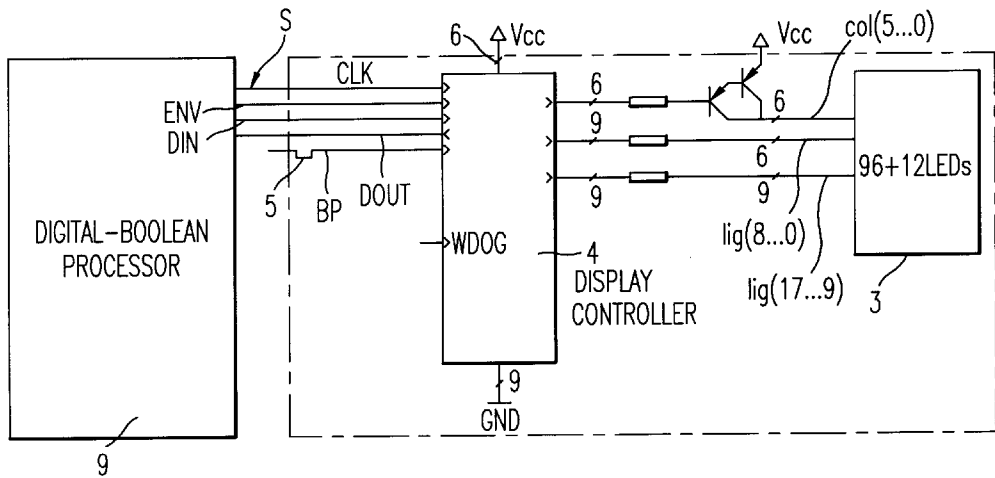 S
6
Vcc
Vcc
col(5...0)
CLK
ENV
DIN
6
6
9
6
96+12LEDs
5
BP
DOUT
9
6
9
DIGITAL-BOOLEAN
PROCESSOR
WDOG
4
DISPLAY
CONTROLLER
lig(8...0)
lig(17...9)
3
9
GND
9